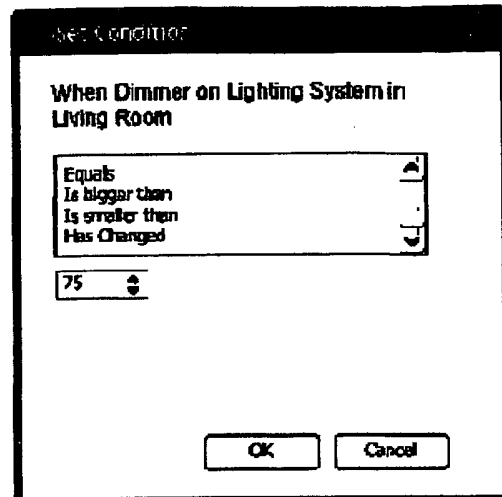 Set Condition
When Dimmer on Lighting System in
Living Room
Equals
Is bigger than
Is smaller than
Has Changed
75
OK
Cancel